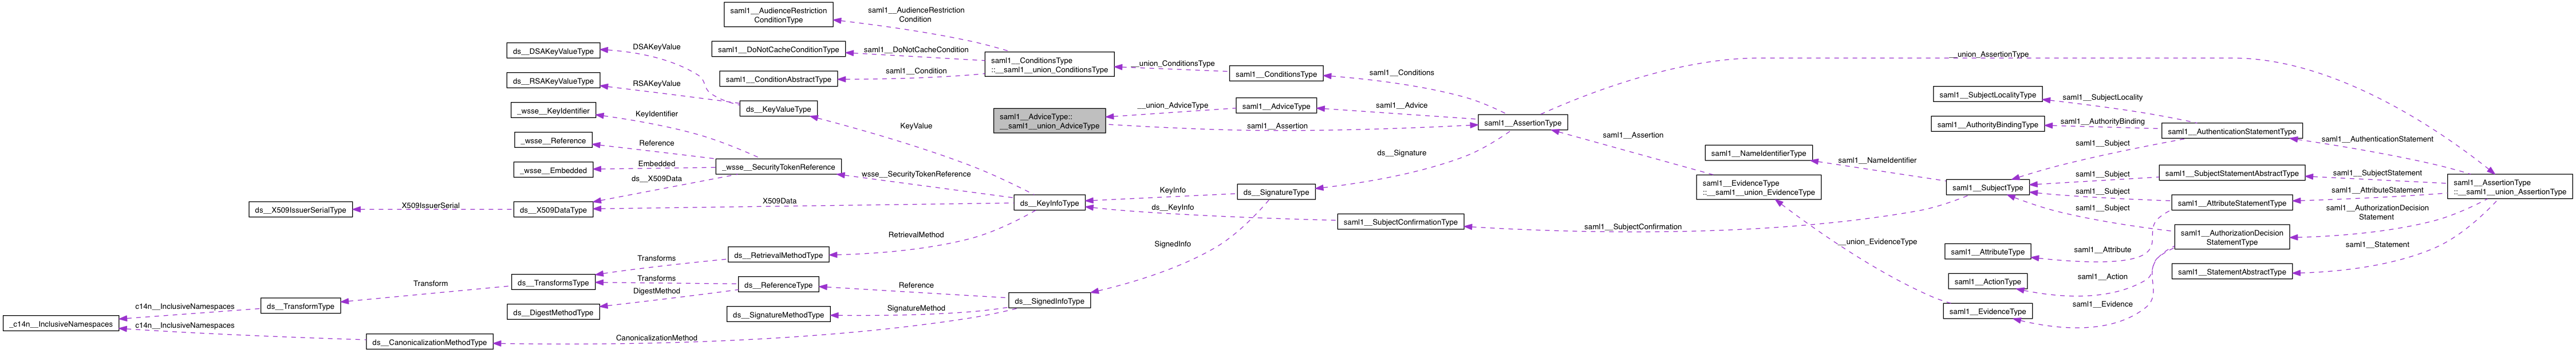 saml1__AudienceRestriction
ConditionType
saml1__AudienceRestriction
Condition
ds__DSAKeyValueType
DSAKeyValue
saml1__DoNotCacheConditionType
saml1__DoNotCacheCondition
saml1__ConditionsType
::__saml1__union_ConditionsType
__union_ConditionsType
saml1__ConditionsType
saml1__Conditions
__union_AssertionType
ds__RSAKeyValueType
RSAKeyValue
saml1__ConditionAbstractType
saml1__Condition
_wsse__KeyIdentifier
KeyIdentifier
ds__KeyValueType
KeyValue
saml1__AdviceType::
__saml1__union_AdviceType
__union_AdviceType
saml1__Assertion
saml1__AdviceType
saml1__Advice
saml1__AssertionType
saml1__Assertion
saml1__SubjectLocalityType
saml1__SubjectLocality
saml1__AuthorityBindingType
saml1__AuthorityBinding
saml1__AuthenticationStatementType
saml1__AuthenticationStatement
_wsse__Reference
Reference
ds__Signature
saml1__NameIdentifierType
saml1__NameIdentifier
saml1__Subject
_wsse__Embedded
Embedded
_wsse__SecurityTokenReference
wsse__SecurityTokenReference
ds__X509Data
saml1__SubjectStatementAbstractType
saml1__SubjectStatement
saml1__Subject
saml1__EvidenceType
::__saml1__union_EvidenceType
saml1__SubjectType
saml1__AssertionType
::__saml1__union_AssertionType
KeyInfo
ds__SignatureType
saml1__Subject
saml1__AttributeStatement
saml1__AttributeStatementType
ds__X509IssuerSerialType
X509IssuerSerial
ds__X509DataType
X509Data
ds__KeyInfoType
ds__KeyInfo
saml1__SubjectConfirmationType
saml1__SubjectConfirmation
saml1__Subject
saml1__AuthorizationDecision
Statement
saml1__AuthorizationDecision
StatementType
RetrievalMethod
SignedInfo
__union_EvidenceType
saml1__Statement
saml1__AttributeType
saml1__Attribute
ds__RetrievalMethodType
Transforms
saml1__StatementAbstractType
saml1__ActionType
saml1__Action
ds__TransformsType
Transform
Transforms
ds__ReferenceType
Reference
DigestMethod
ds__SignedInfoType
c14n__InclusiveNamespaces
ds__TransformType
ds__DigestMethodType
ds__SignatureMethodType
SignatureMethod
saml1__EvidenceType
saml1__Evidence
_c14n__InclusiveNamespaces
c14n__InclusiveNamespaces
ds__CanonicalizationMethodType
CanonicalizationMethod